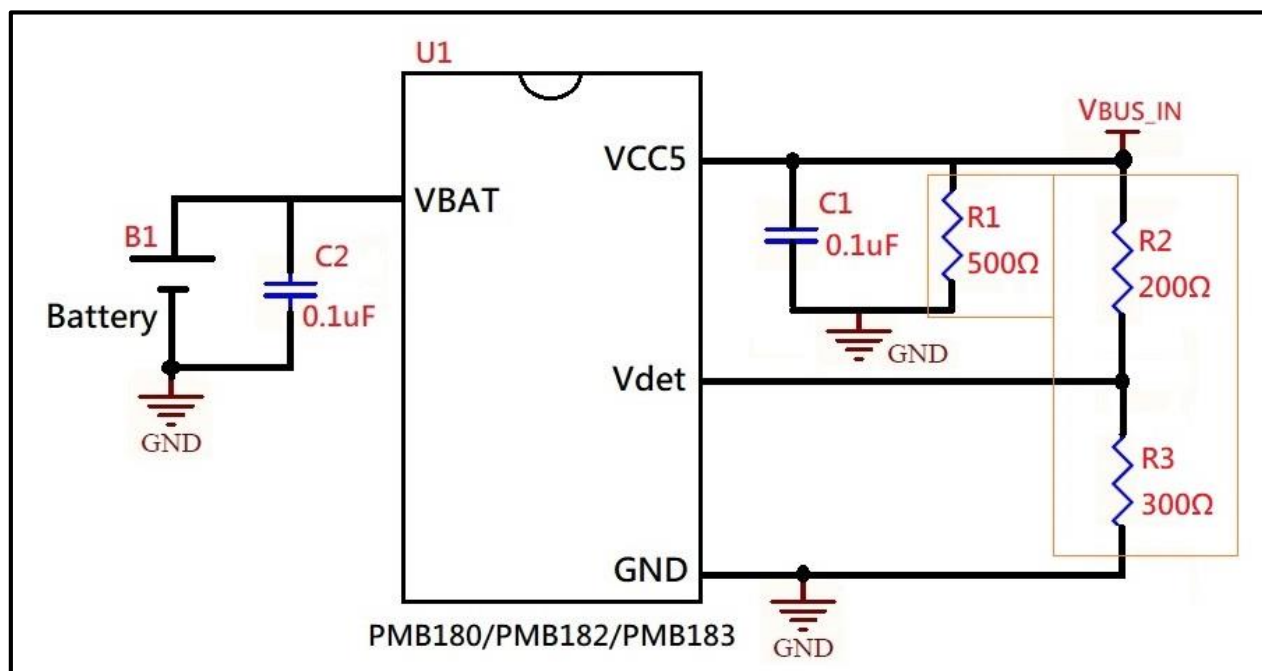 U1
VBUS_IN
VCC5
VBAT
C1
0.1uF
R1
500Ω
R2
200Ω
B1
Battery
C2
0.1uF
GND
Vdet
GND
R3
300Ω
GND
GND
PMB180/PMB182/PMB183